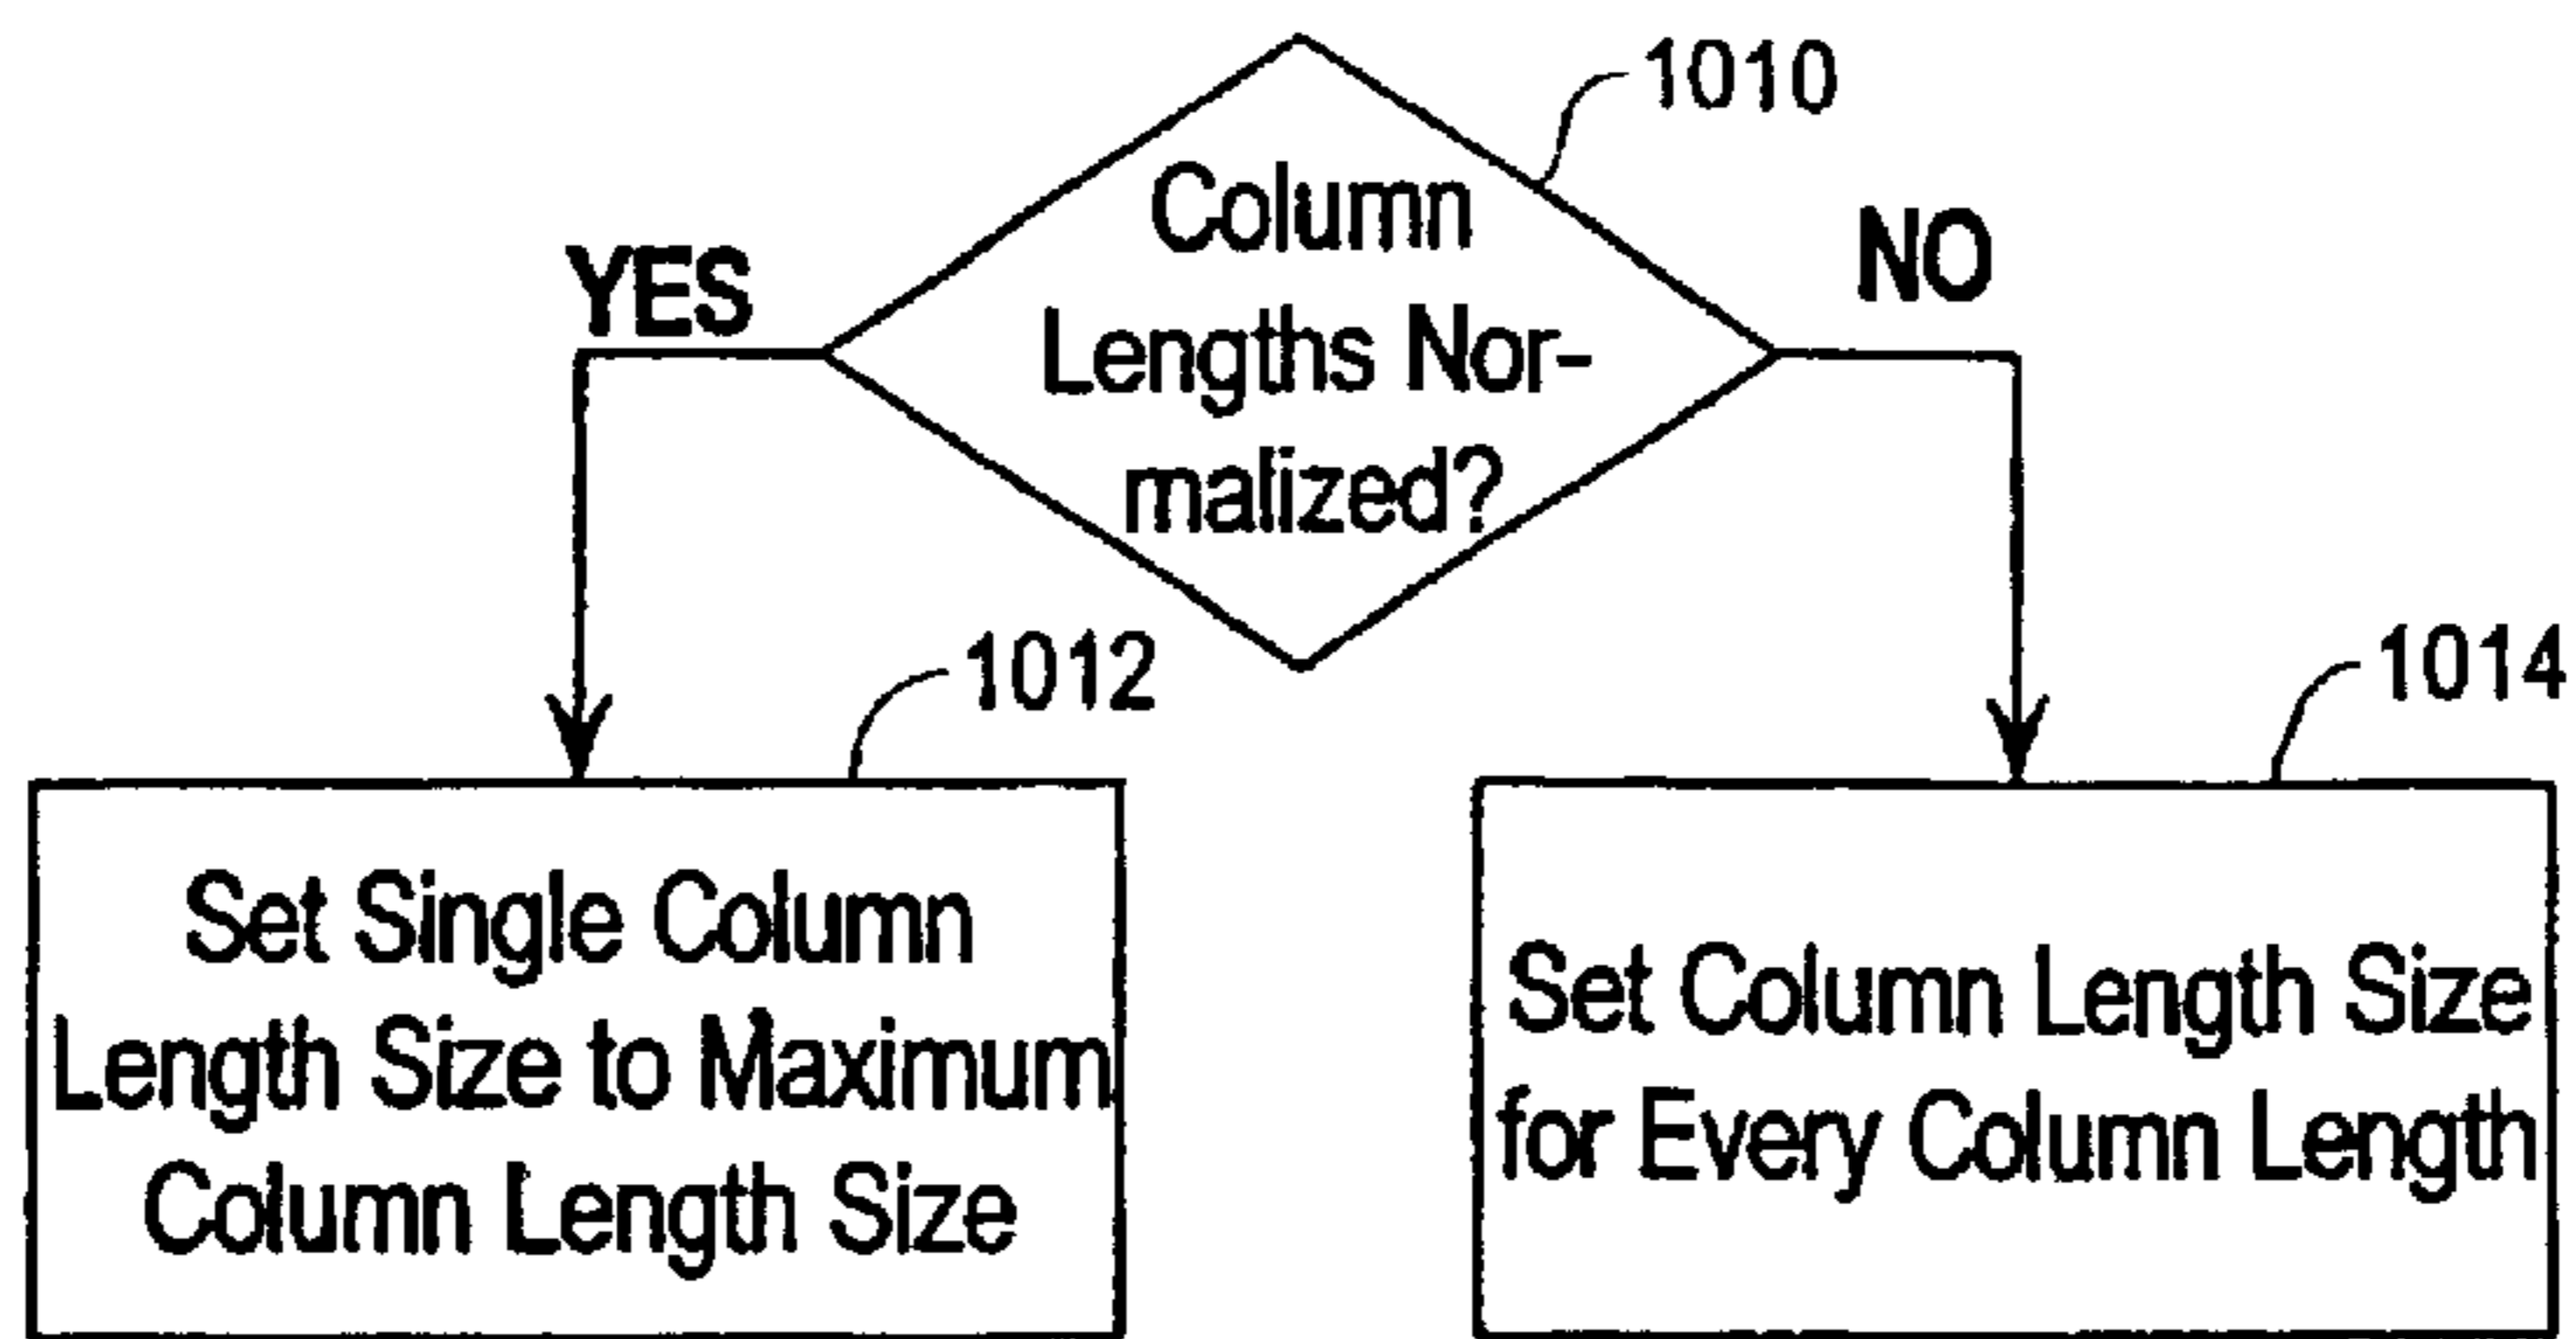 1010
Column
Lengths Nor-
malized?
YES
NO
1012
1014
Set Single Column
Length Size to Maximum
Column Length Size
Set Column Length Size
for Every Column Length